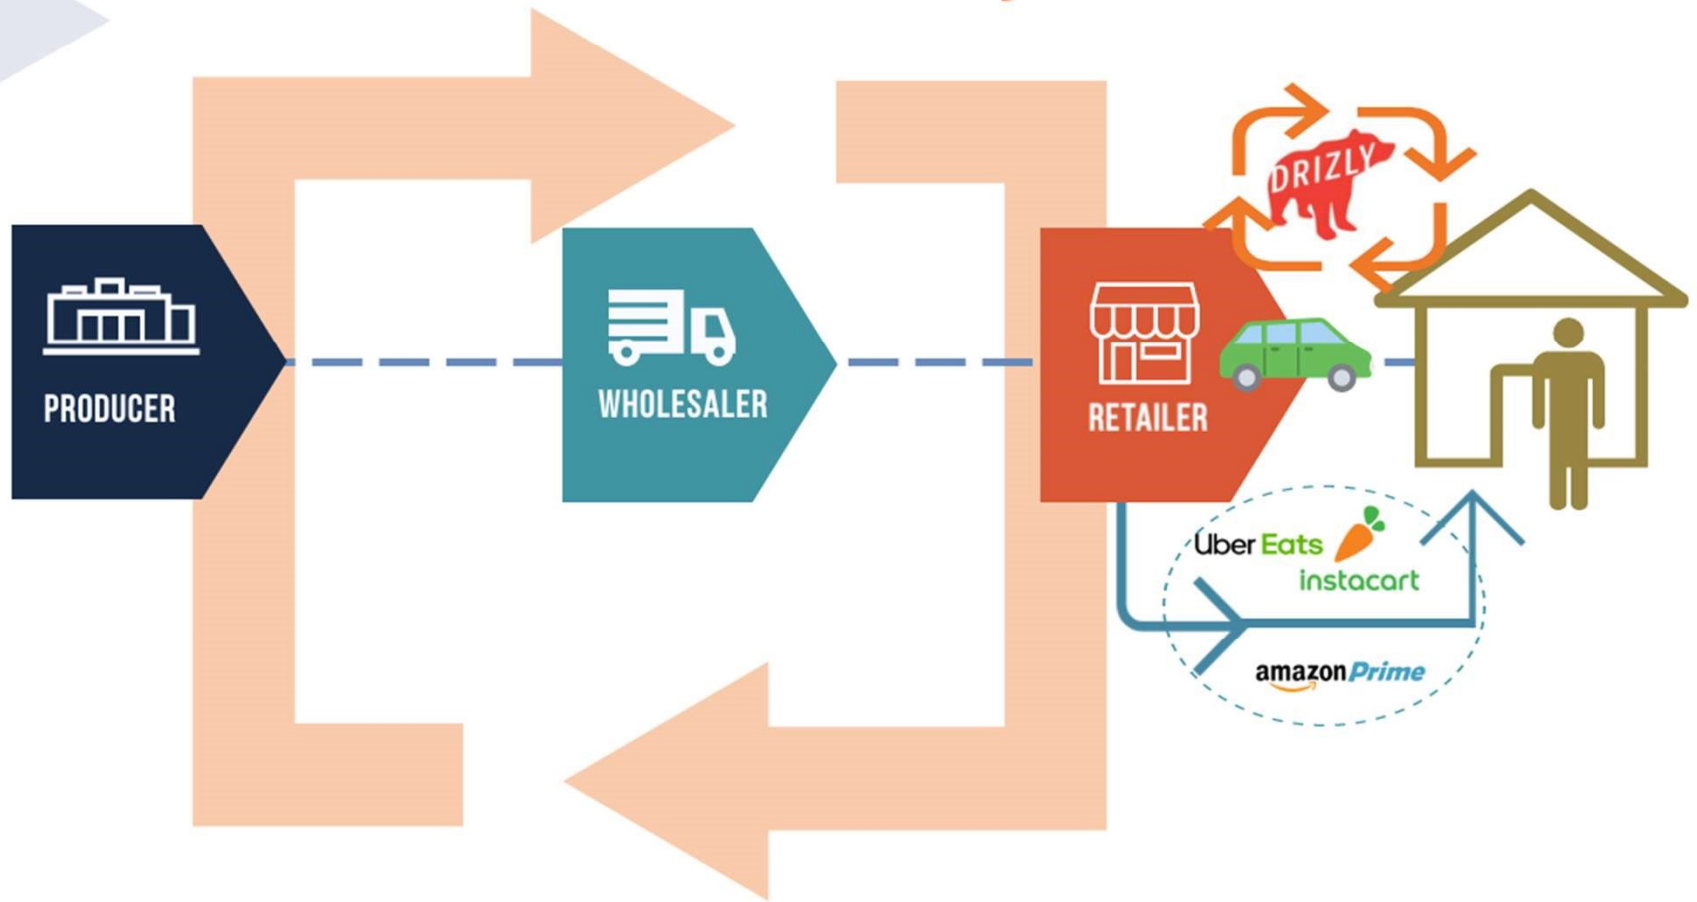 PRODUCER
WHOLESALER
RETAILER
DRIZLY
Uber Eats
instacart
amazon Prime